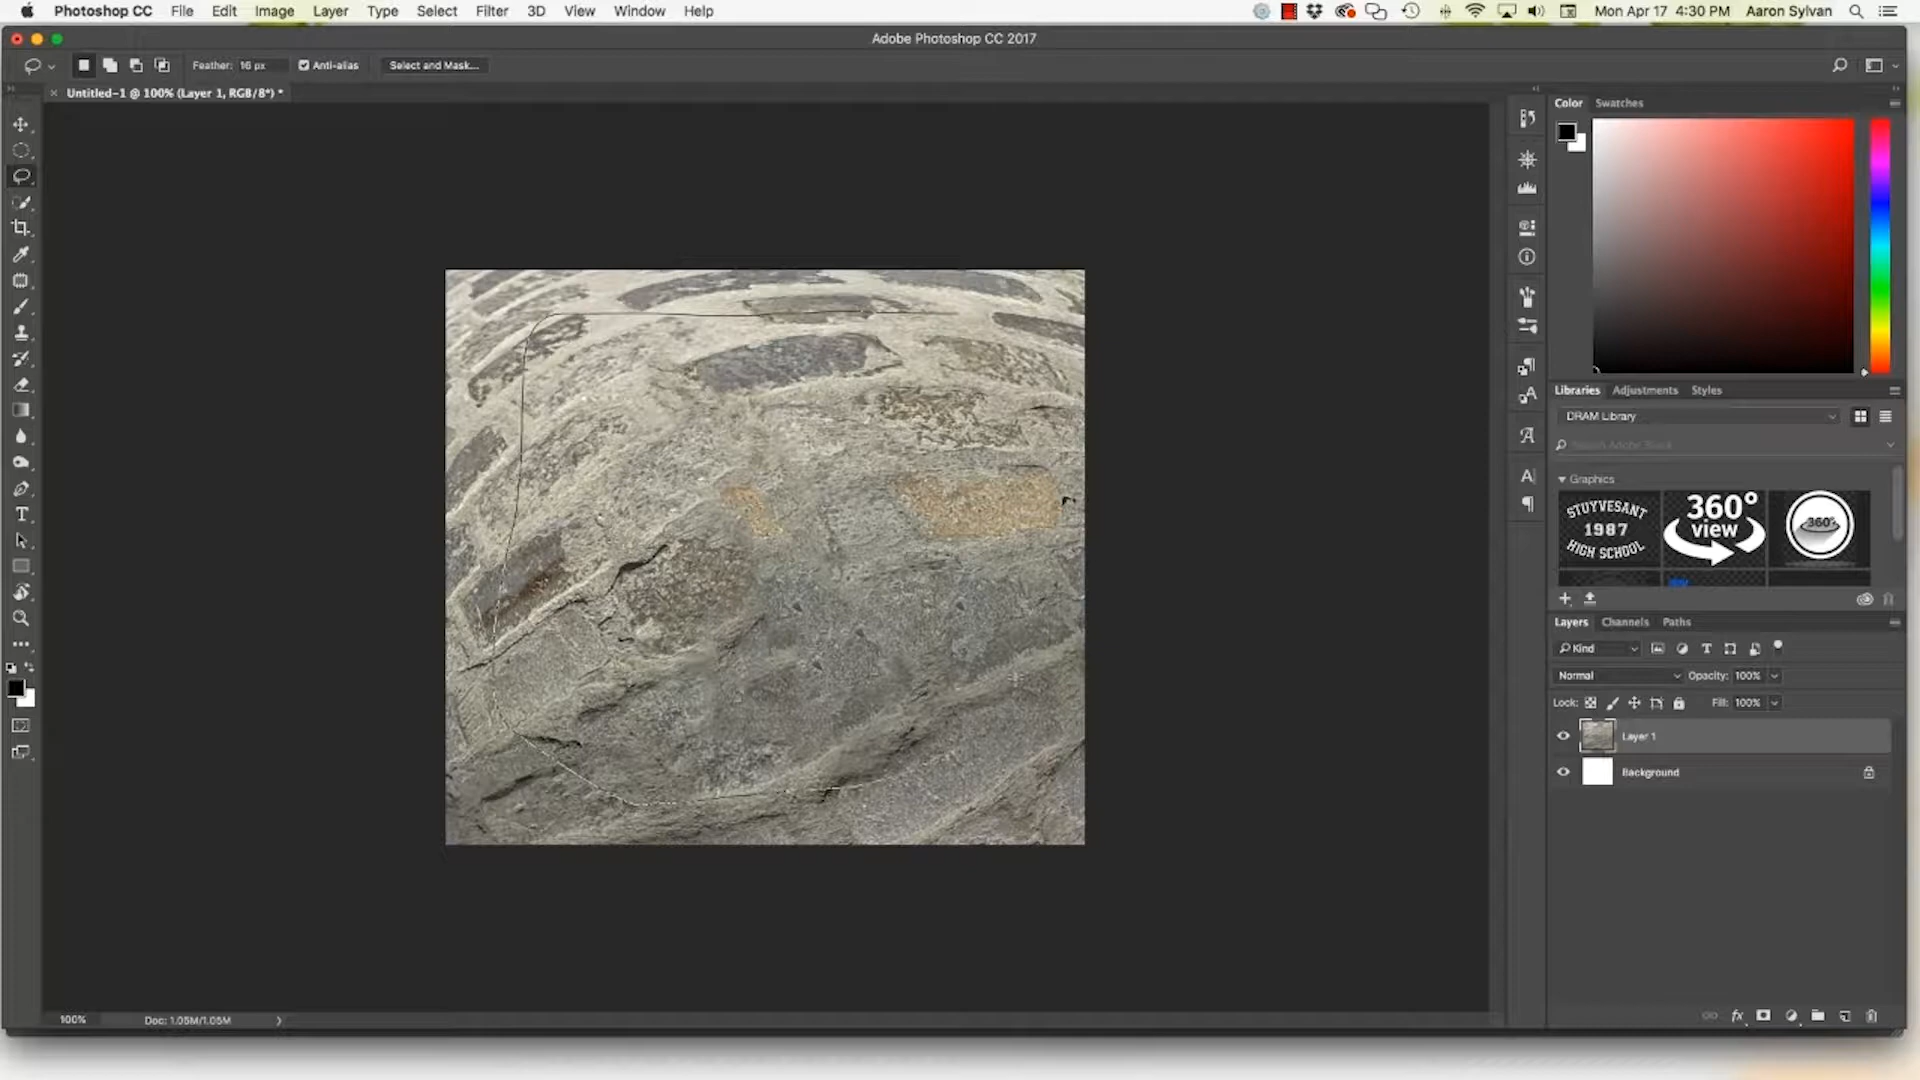 Photoshop CC File Edit Image Layer Type Select Filter 3D View Window Help Mon Apr 17 4:30 PM Aaron Sylvan
Adobe Photoshop CC 2017
Feather: 16 px Anti-alias Select and Mask...
Untitled-1 @ 100% (Layer 1, RGB/8*) *
Color Swatches
Libraries Adjustments Styles
DRAM Library
Search Adobe Stock
Graphics
STUYVESANT
1987
HIGH SCHOOL
360°
view
360°
Layers Channels Paths
Kind
Normal Opacity: 100%
Lock: Fill: 100%
Layer 1
Background
100% Doc: 1.05M/1.05M